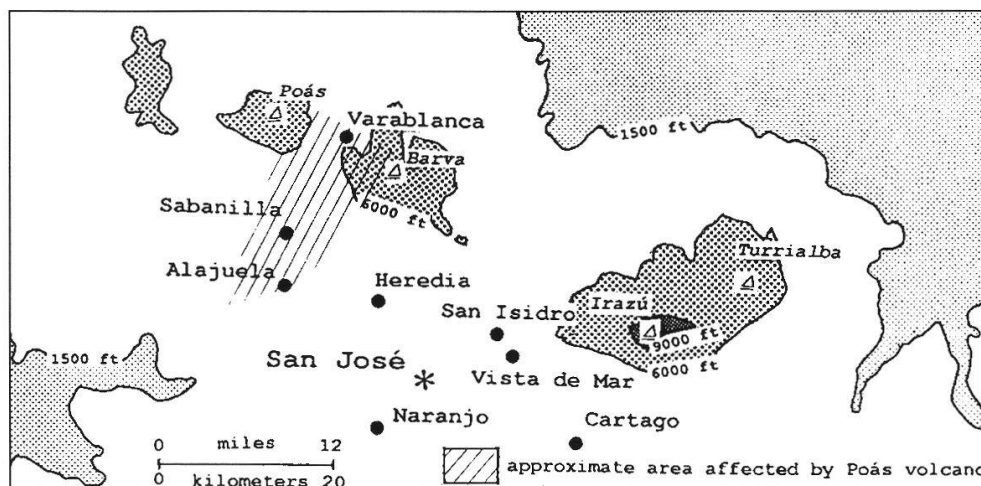 Poás
Varablanca
1500 ft
Barva
6000 ft
Sabanilla
Turrialba
Alajuela
Heredia
Irazú
San Isidro
9000 ft
1500 ft
San José
6000 ft
Vista de Mar
Naranjo
Cartago
0 miles 12
0 kilometers 20
approximate area affected by Poás volcano